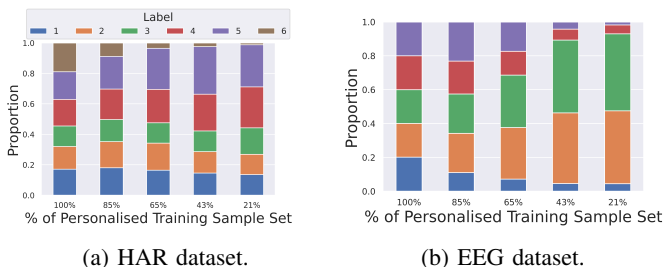 Label
1 2 3 4 5 6
1.0
0.8
0.6
0.4
0.2
0.0
Proportion
100% 85% 65% 43% 21%
% of Personalised Training Sample Set
(a) HAR dataset.
1.0
0.8
0.6
0.4
0.2
0.0
Proportion
100% 85% 65% 43% 21%
% of Personalised Training Sample Set
(b) EEG dataset.